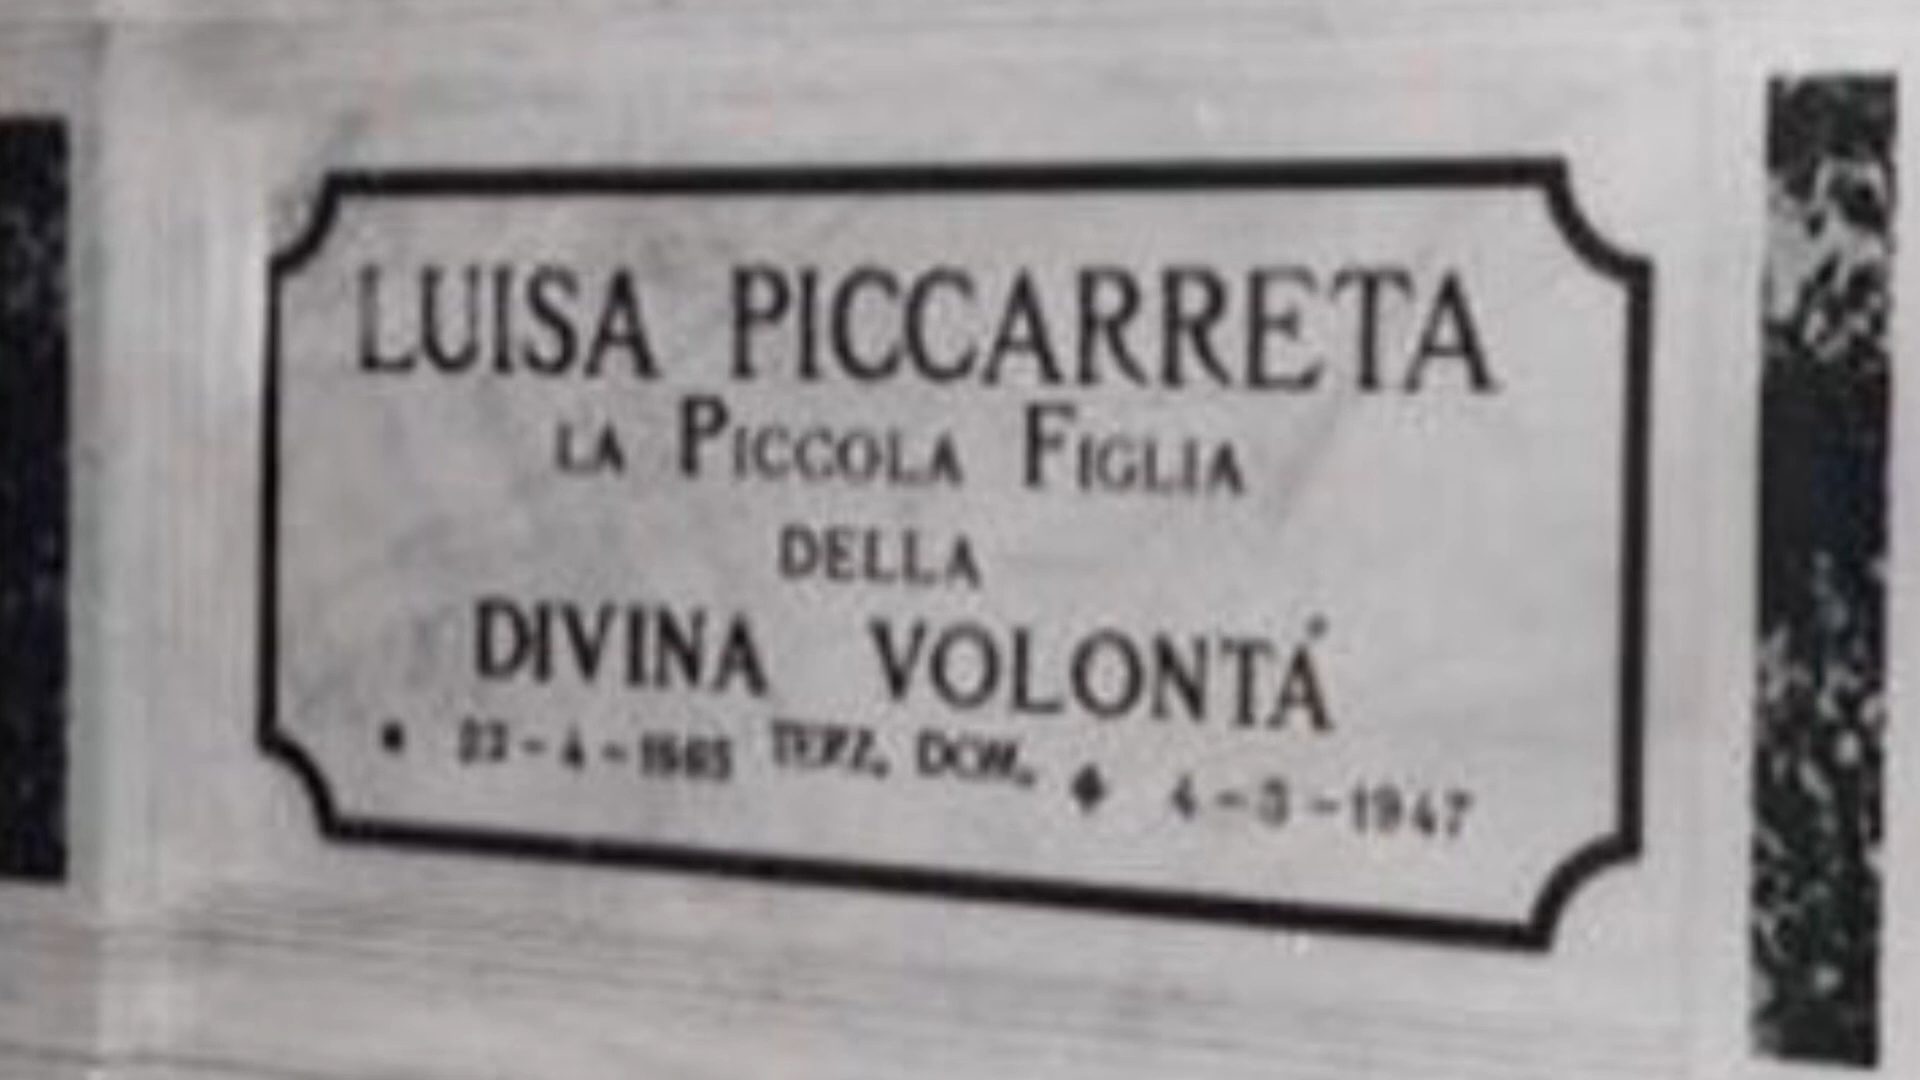 LUISA PICCARRETA
LA PICCOLA FIGLIA
DELLA
DIVINA VOLONTÁ
23-4-1865 TERZ. DOM. 4-3-1947